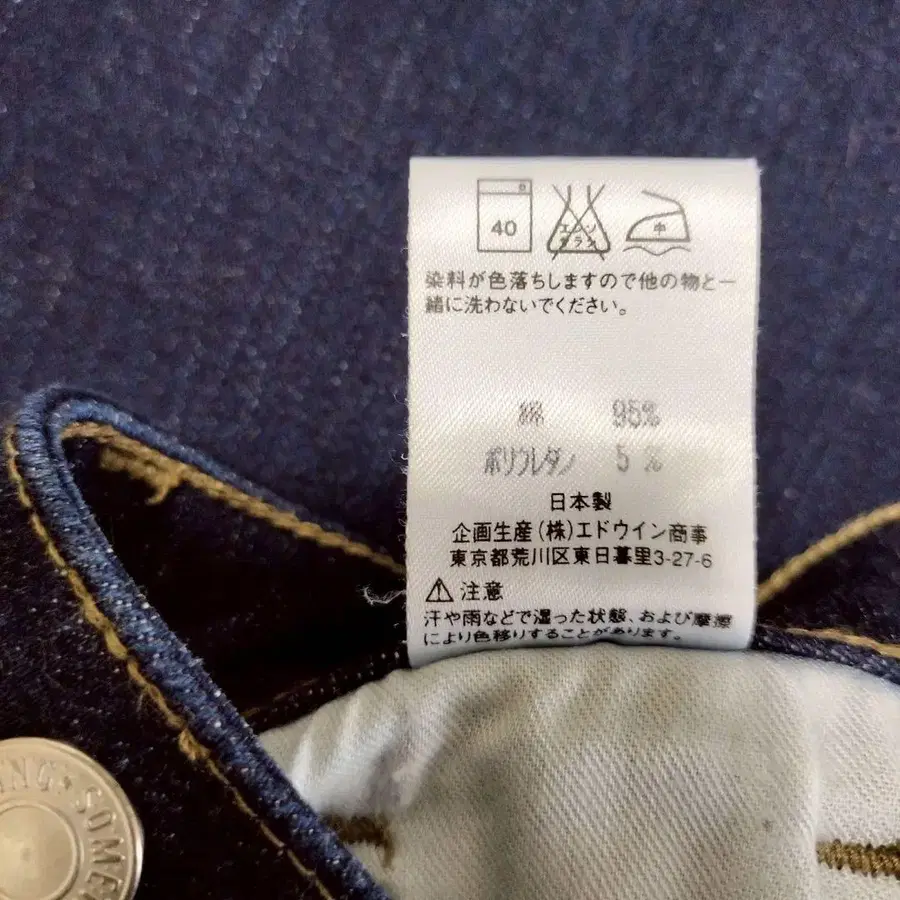 40
エンソ
サラシ
中
染料が色落ちしますので他の物と一
緒に洗わないでください。
綿 95%
ポリウレタン 5%
日本製
企画生産(株)エドウイン商事
東京都荒川区東日暮里3-27-6
注意
汗や雨などで湿った状態、および摩擦
により色移りすることがあります。
ING★SOME